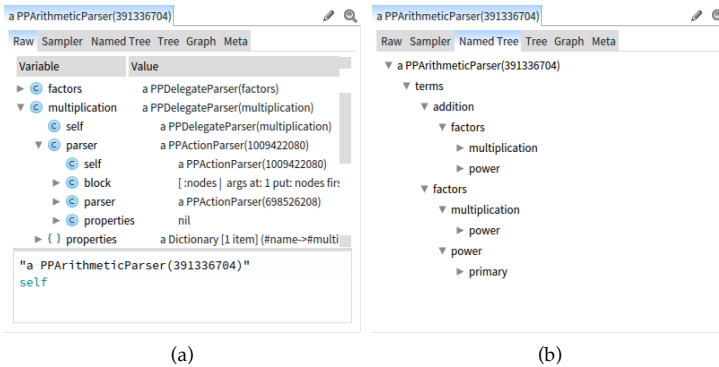 a PPArithmeticParser(391336704)
Raw Sampler Named Tree Tree Graph Meta
Variable Value
factors a PPDelegateParser(factors)
multiplication a PPDelegateParser(multiplication)
self a PPDelegateParser(multiplication)
parser a PPActionParser(1009422080)
self a PPActionParser(1009422080)
block [ :nodes | args at: 1 put: nodes firs
parser a PPActionParser(698526208)
properties nil
{ } properties a Dictionary [1 item] (#name->#multi
"a PPArithmeticParser(391336704)"
self
(a)
a PPArithmeticParser(391336704)
Raw Sampler Named Tree Tree Graph Meta
a PPArithmeticParser(391336704)
terms
addition
factors
multiplication
power
factors
multiplication
power
power
primary
(b)